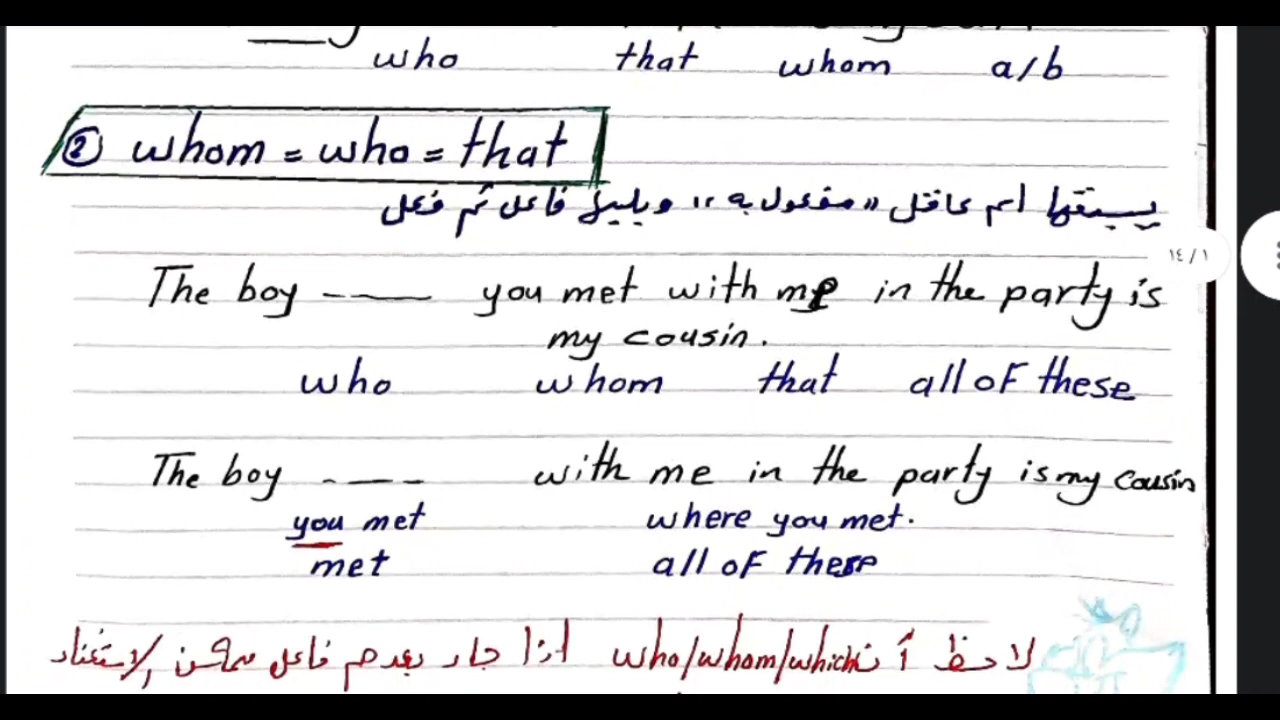 who that whom a/b
② whom = who = that
يسبقها اسم عاقل "مفعول به" ويليها فاعل ثم فعل
١٤/١
The boy ---- you met with me in the party is
my cousin.
who whom that all of these
The boy ---- with me in the party is my cousin
you met where you met.
met all of these
لاحظ أن who/whom/which اذا جاء بعدهم فاعل ممكن الاستغناء